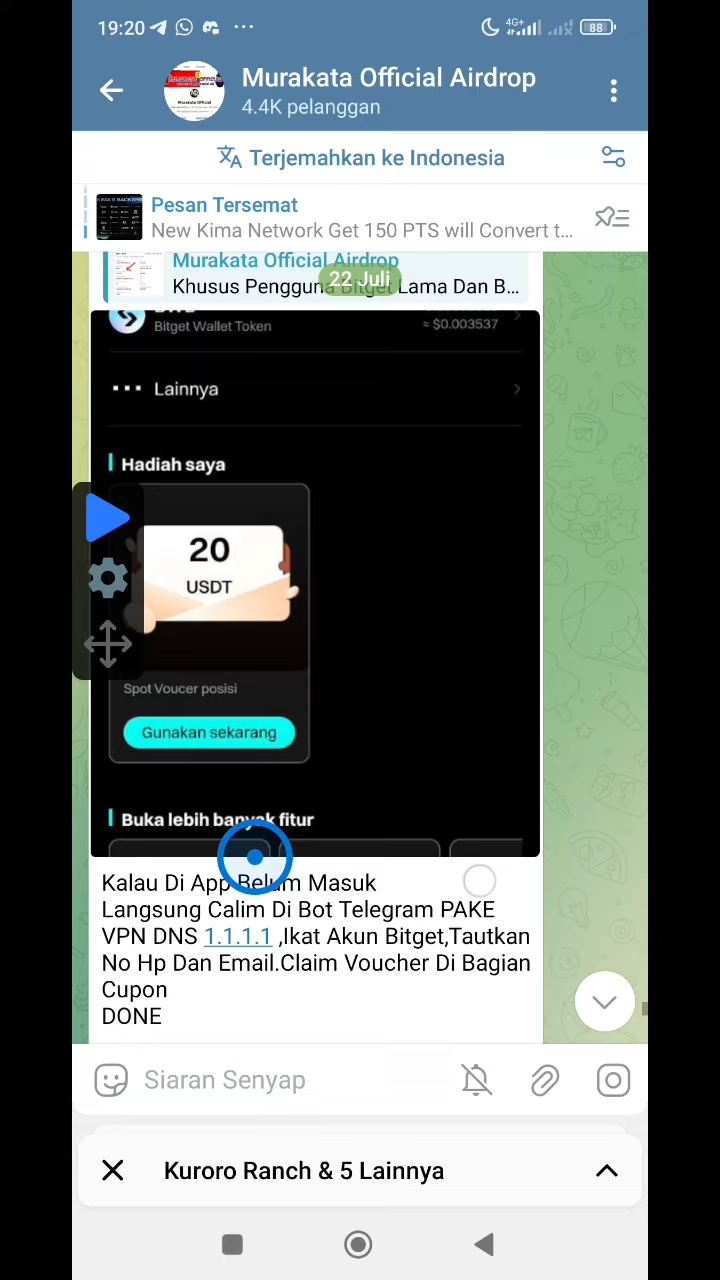 19:20
4G+
88
Murakata Official Airdrop
4.4K pelanggan
Terjemahkan ke Indonesia
Pesan Tersemat
New Kima Network Get 150 PTS will Convert t...
KIMA'S BACKERS
Murakata Official Airdrop
Khusus Pengguna Bitget Lama Dan B...
22 Juli
Bitget Wallet Token
≈ $0.003537
Lainnya
Hadiah saya
20
USDT
Spot Voucer posisi
Gunakan sekarang
Buka lebih banyak fitur
Kalau Di App Belum Masuk
Langsung Calim Di Bot Telegram PAKE
VPN DNS 1.1.1.1 ,Ikat Akun Bitget,Tautkan
No Hp Dan Email.Claim Voucher Di Bagian
Cupon
DONE
Siaran Senyap
Kuroro Ranch & 5 Lainnya